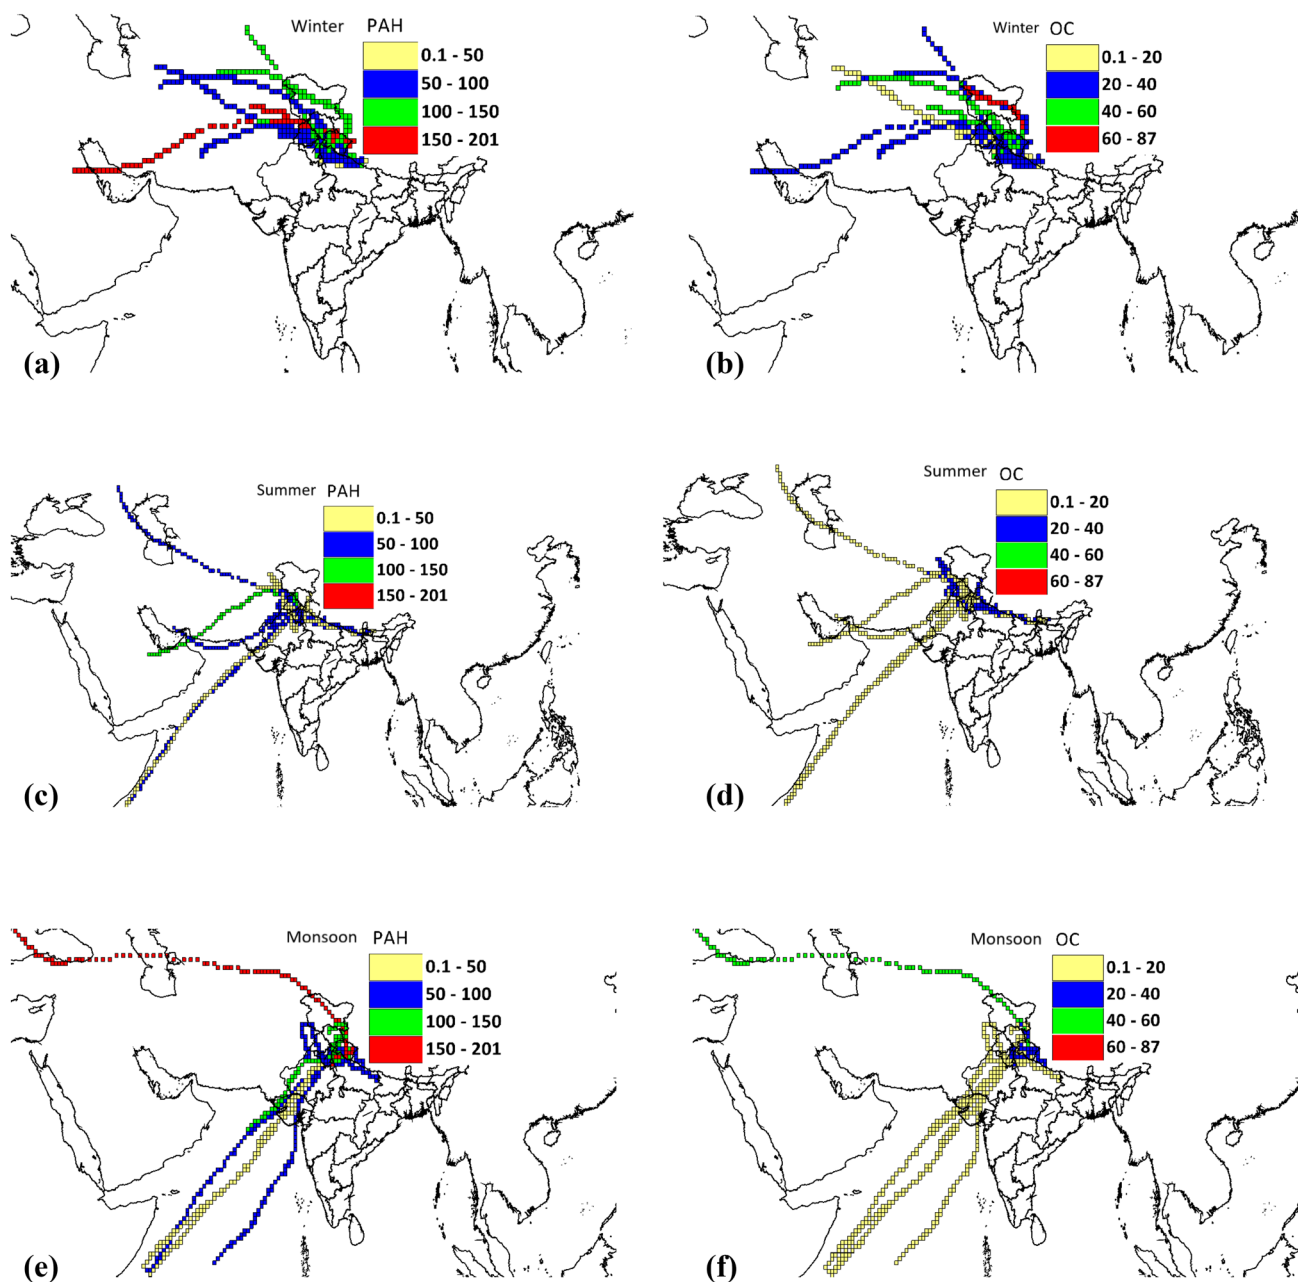 Winter PAH
0.1 - 50
50 - 100
100 - 150
150 - 201
(a)
Winter OC
0.1 - 20
20 - 40
40 - 60
60 - 87
(b)
Summer PAH
0.1 - 50
50 - 100
100 - 150
150 - 201
(c)
Summer OC
0.1 - 20
20 - 40
40 - 60
60 - 87
(d)
Monsoon PAH
0.1 - 50
50 - 100
100 - 150
150 - 201
(e)
Monsoon OC
0.1 - 20
20 - 40
40 - 60
60 - 87
(f)